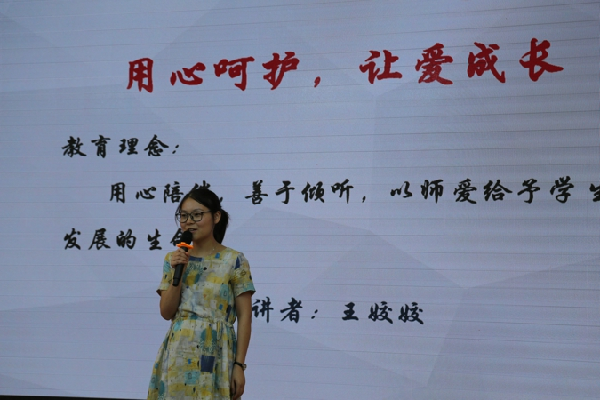 用心呵护，让爱成长
教育理念：
用心陪 善于倾听，以师爱给予学生
发展的生
讲者：王姣姣